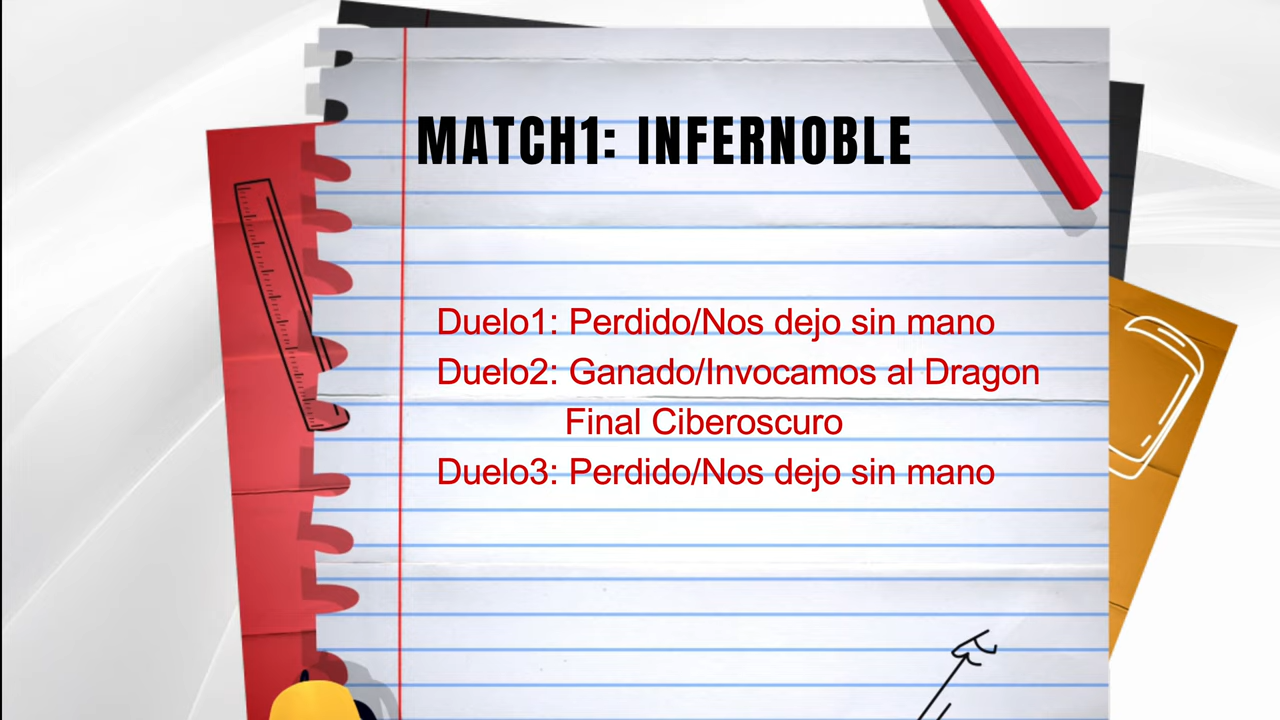 MATCH1: INFERNOBLE
Duelo1: Perdido/Nos dejo sin mano
Duelo2: Ganado/Invocamos al Dragon
Final Ciberoscuro
Duelo3: Perdido/Nos dejo sin mano